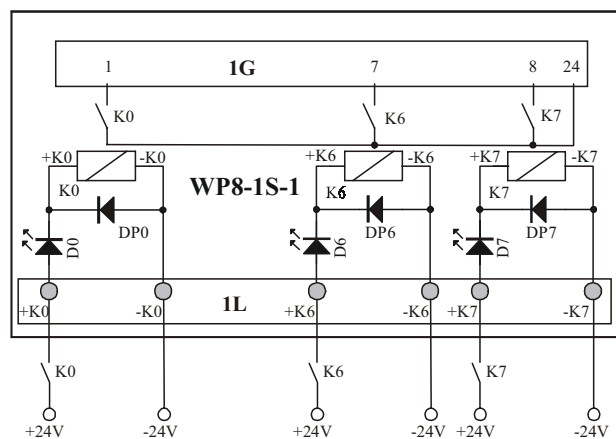 1 1G 7 8 24
K0 K6 K7
+K0 -K0 +K6 -K6 +K7 -K7
K0 WP8-1S-1 K6 K7
DP0 DP6 DP7
D0 D6 D7
+K0 -K0 1L +K6 -K6 +K7 -K7
K0 K6 K7
+24V -24V +24V -24V +24V -24V